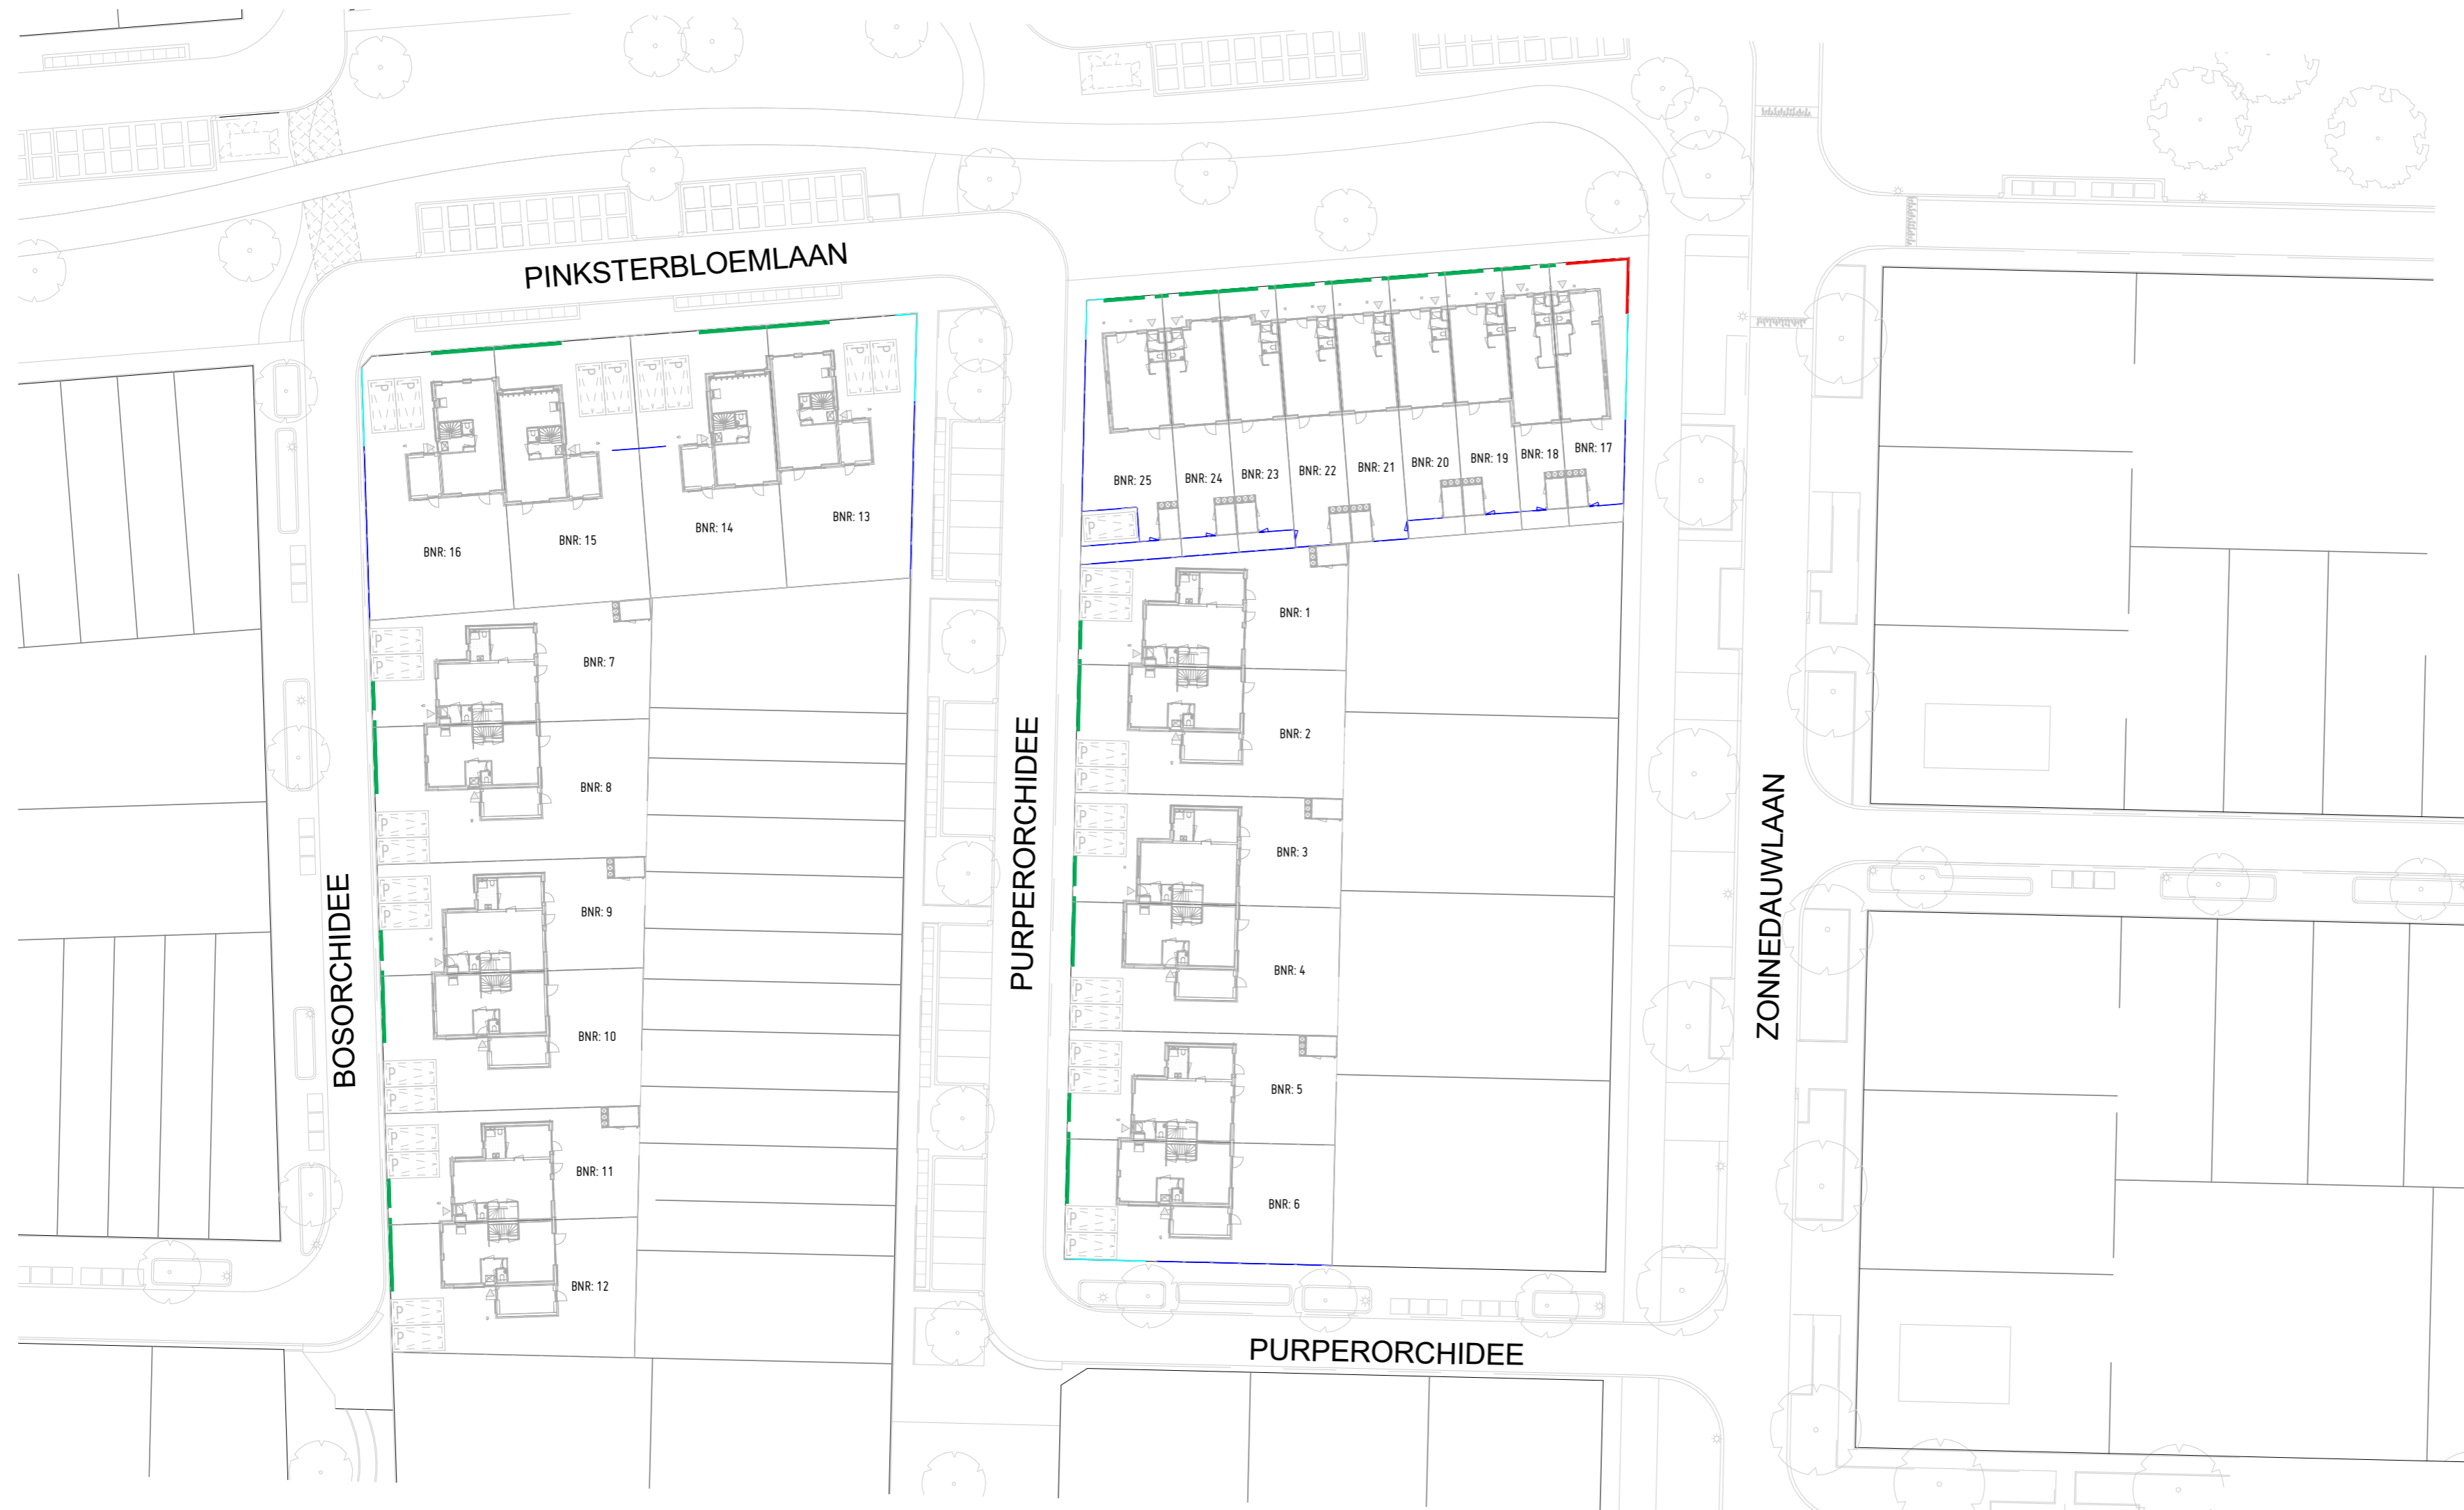 PINKSTERBLOEMLAAN
BNR: 16
BNR: 15
BNR: 14
BNR: 13
BNR: 25
BNR: 24
BNR: 23
BNR: 22
BNR: 21
BNR: 20
BNR: 19
BNR: 18
BNR: 17
P
BNR: 7
BNR: 8
BNR: 9
BNR: 10
BNR: 11
BNR: 12
BNR: 1
BNR: 2
BNR: 3
BNR: 4
BNR: 5
BNR: 6
BOSORCHIDEE
PURPERORCHIDEE
ZONNEDAUWLAAN
PURPERORCHIDEE